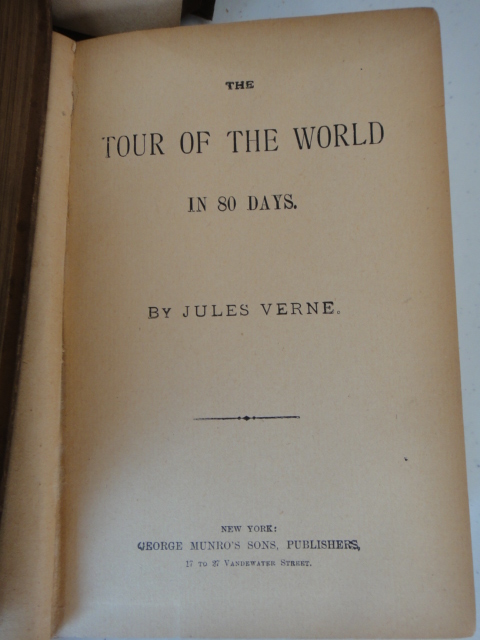 THE
TOUR OF THE WORLD
IN 80 DAYS.
BY JULES VERNE.
NEW YORK:
GEORGE MUNRO'S SONS, PUBLISHERS,
17 TO 27 VANDEWATER STREET.